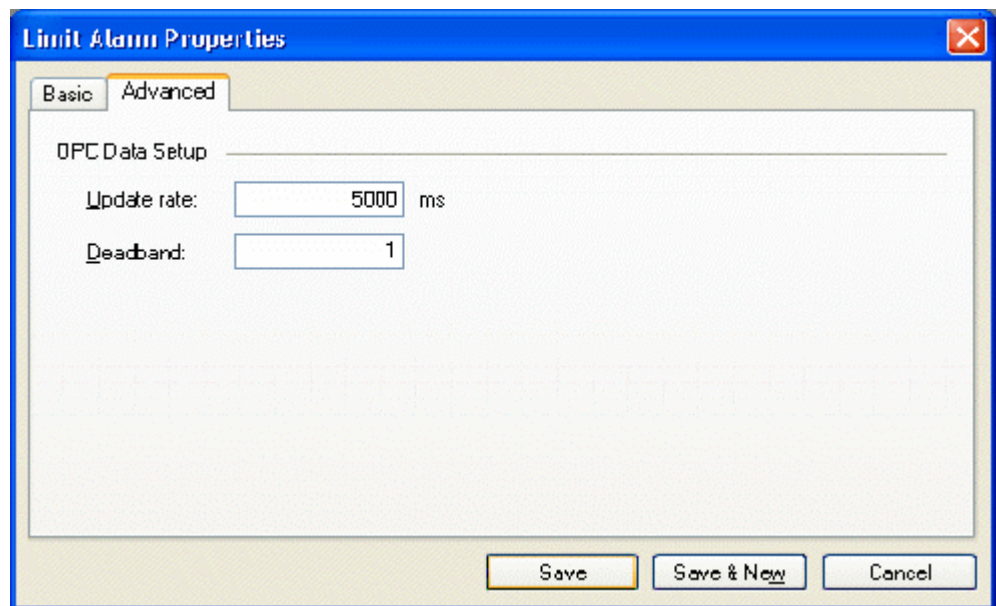 Limit Alarm Properties
Basic Advanced
OPC Data Setup
Update rate: 5000 ms
Deadband: 1
Save Save & New Cancel